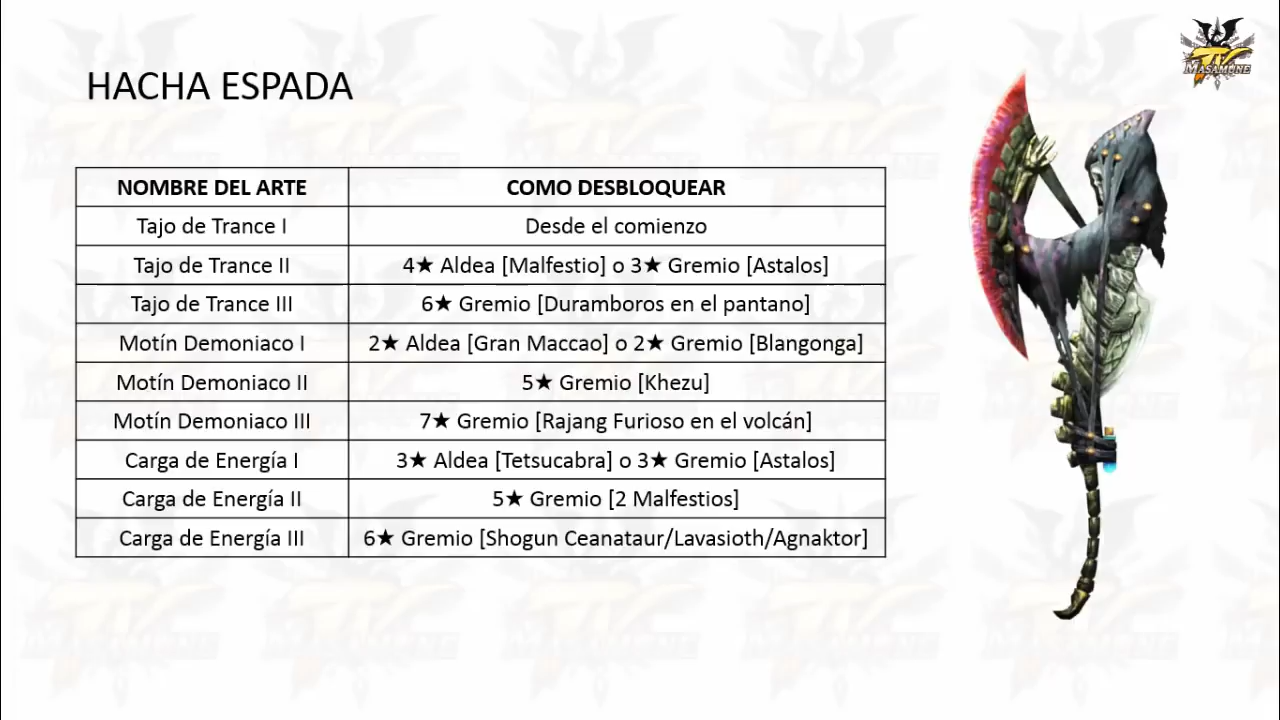 TV
MASAMUNE
HACHA ESPADA
NOMBRE DEL ARTE COMO DESBLOQUEAR
Tajo de Trance I Desde el comienzo
Tajo de Trance II 4★ Aldea [Malfestio] o 3★ Gremio [Astalos]
Tajo de Trance III 6★ Gremio [Duramboros en el pantano]
Motín Demoniaco I 2★ Aldea [Gran Maccao] o 2★ Gremio [Blangonga]
Motín Demoniaco II 5★ Gremio [Khezu]
Motín Demoniaco III 7★ Gremio [Rajang Furioso en el volcán]
Carga de Energía I 3★ Aldea [Tetsucabra] o 3★ Gremio [Astalos]
Carga de Energía II 5★ Gremio [2 Malfestios]
Carga de Energía III 6★ Gremio [Shogun Ceanataur/Lavasioth/Agnaktor]